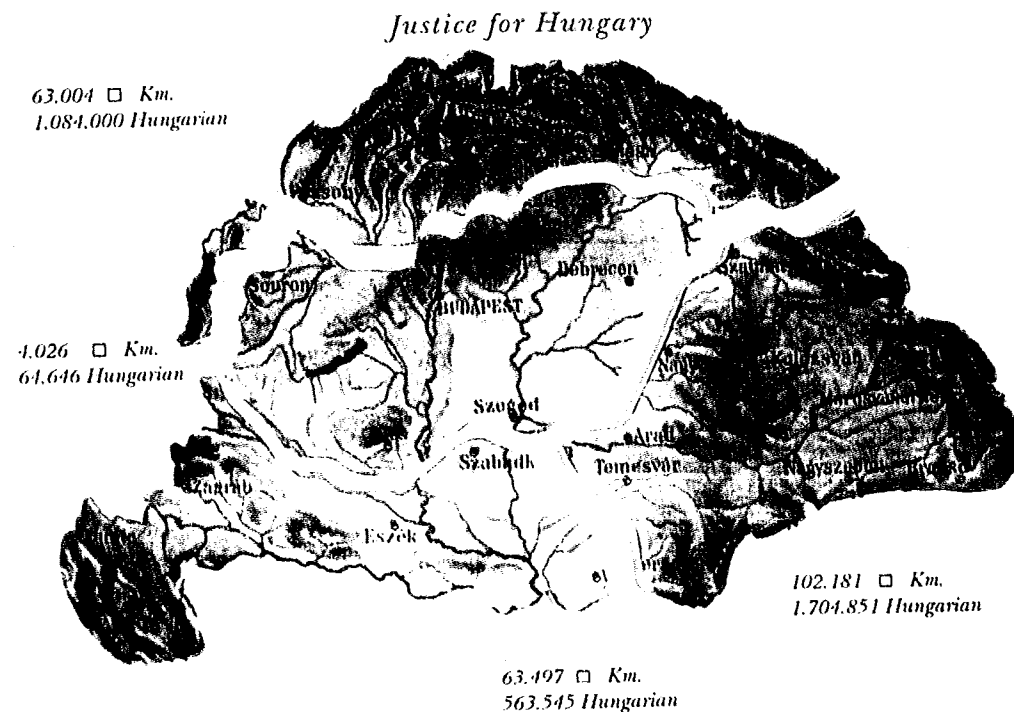 Justice for Hungary
63.004 □ Km.
1.084.000 Hungarian
Sopron
Debrecen
BUDAPEST
4.026 □ Km.
64.646 Hungarian
Szeged
Arad
Szabadk
Temesvár
Eszék
102.181 □ Km.
1.704.851 Hungarian
63.497 □ Km.
563.545 Hungarian